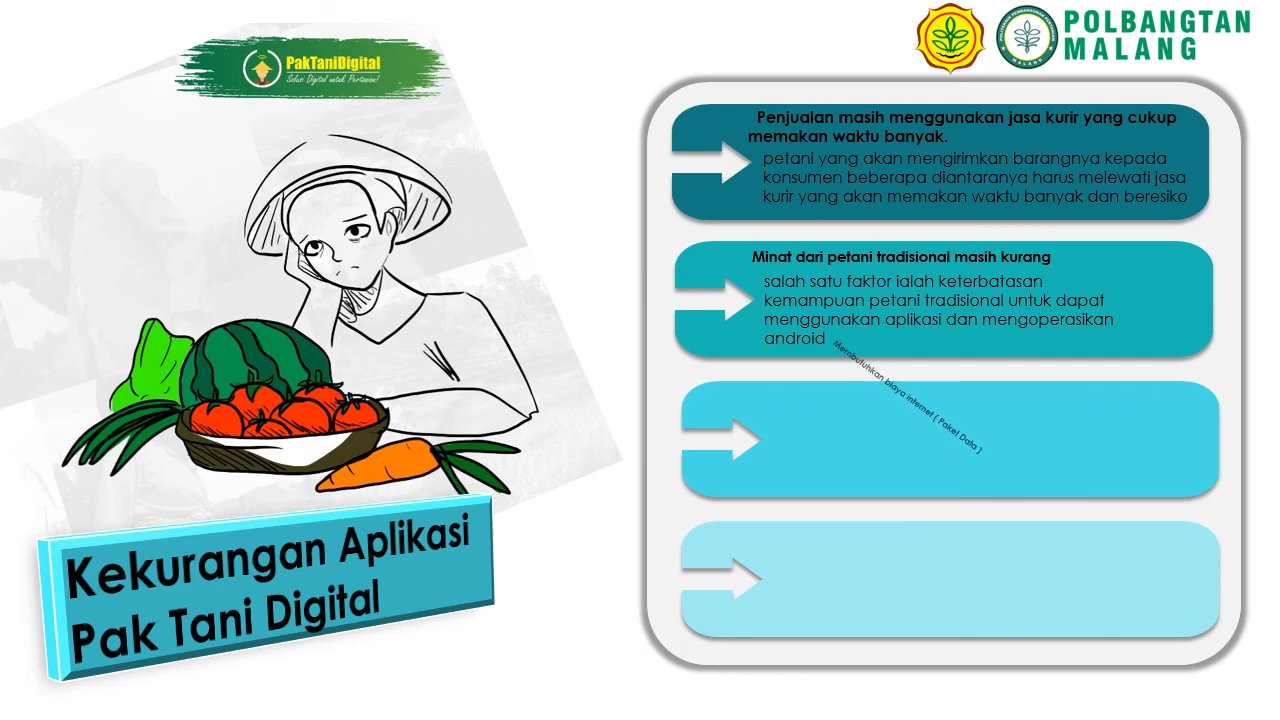 PakTaniDigital
Solusi Digital untuk Pertanian!
POLBANGTAN
MALANG
Penjualan masih menggunakan jasa kurir yang cukup
memakan waktu banyak.
petani yang akan mengirimkan barangnya kepada
konsumen beberapa diantaranya harus melewati jasa
kurir yang akan memakan waktu banyak dan beresiko
Minat dari petani tradisional masih kurang
salah satu faktor ialah keterbatasan
kemampuan petani tradisional untuk dapat
menggunakan aplikasi dan mengoperasikan
android
Membutuhkan biaya internet ( Paket Data )
Kekurangan Aplikasi
Pak Tani Digital